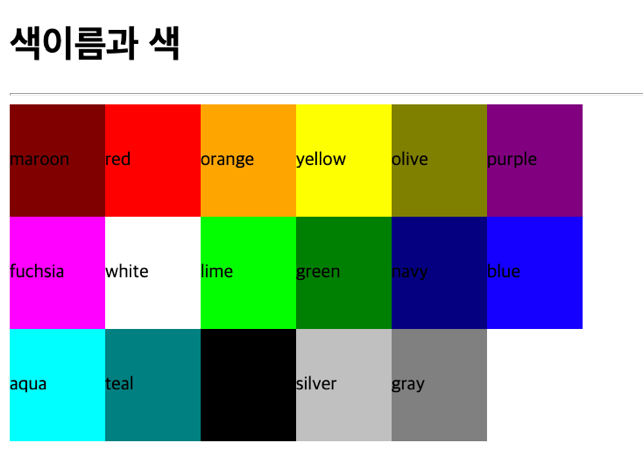 색이름과 색
maroon red orange yellow olive purple
fuchsia white lime green navy blue
aqua teal silver gray